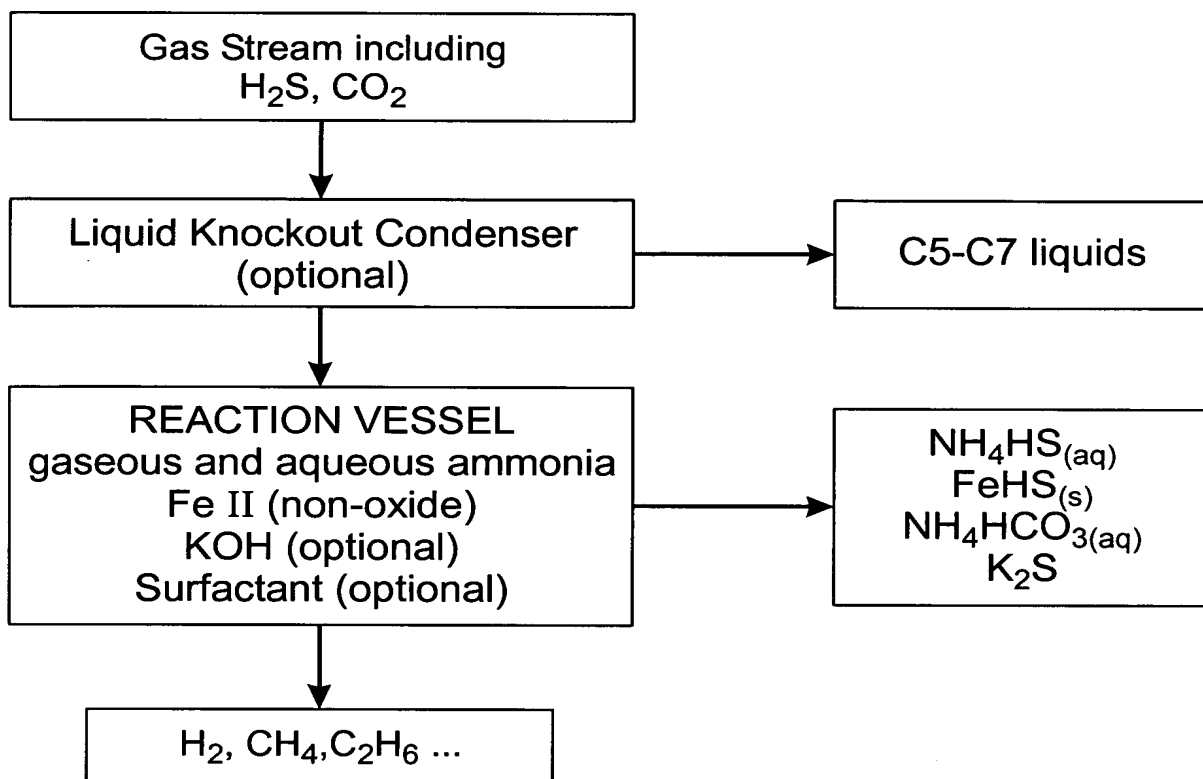 Gas Stream including
H₂S, CO₂
Liquid Knockout Condenser
(optional)
C5-C7 liquids
REACTION VESSEL
gaseous and aqueous ammonia
Fe II (non-oxide)
KOH (optional)
Surfactant (optional)
NH₄HS(aq)
FeHS(s)
NH₄HCO₃(aq)
K₂S
H₂, CH₄,C₂H₆ ...